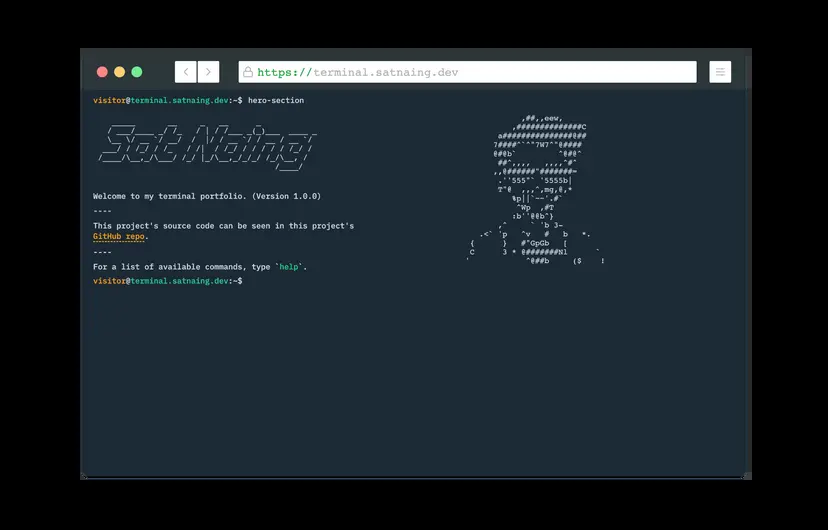 https://terminal.satnaing.dev
visitor@terminal.satnaing.dev:~$ hero-section
Sat Naing
Welcome to my terminal portfolio. (Version 1.0.0)
----
This project's source code can be seen in this project's
GitHub repo.
----
For a list of available commands, type `help`.
visitor@terminal.satnaing.dev:~$